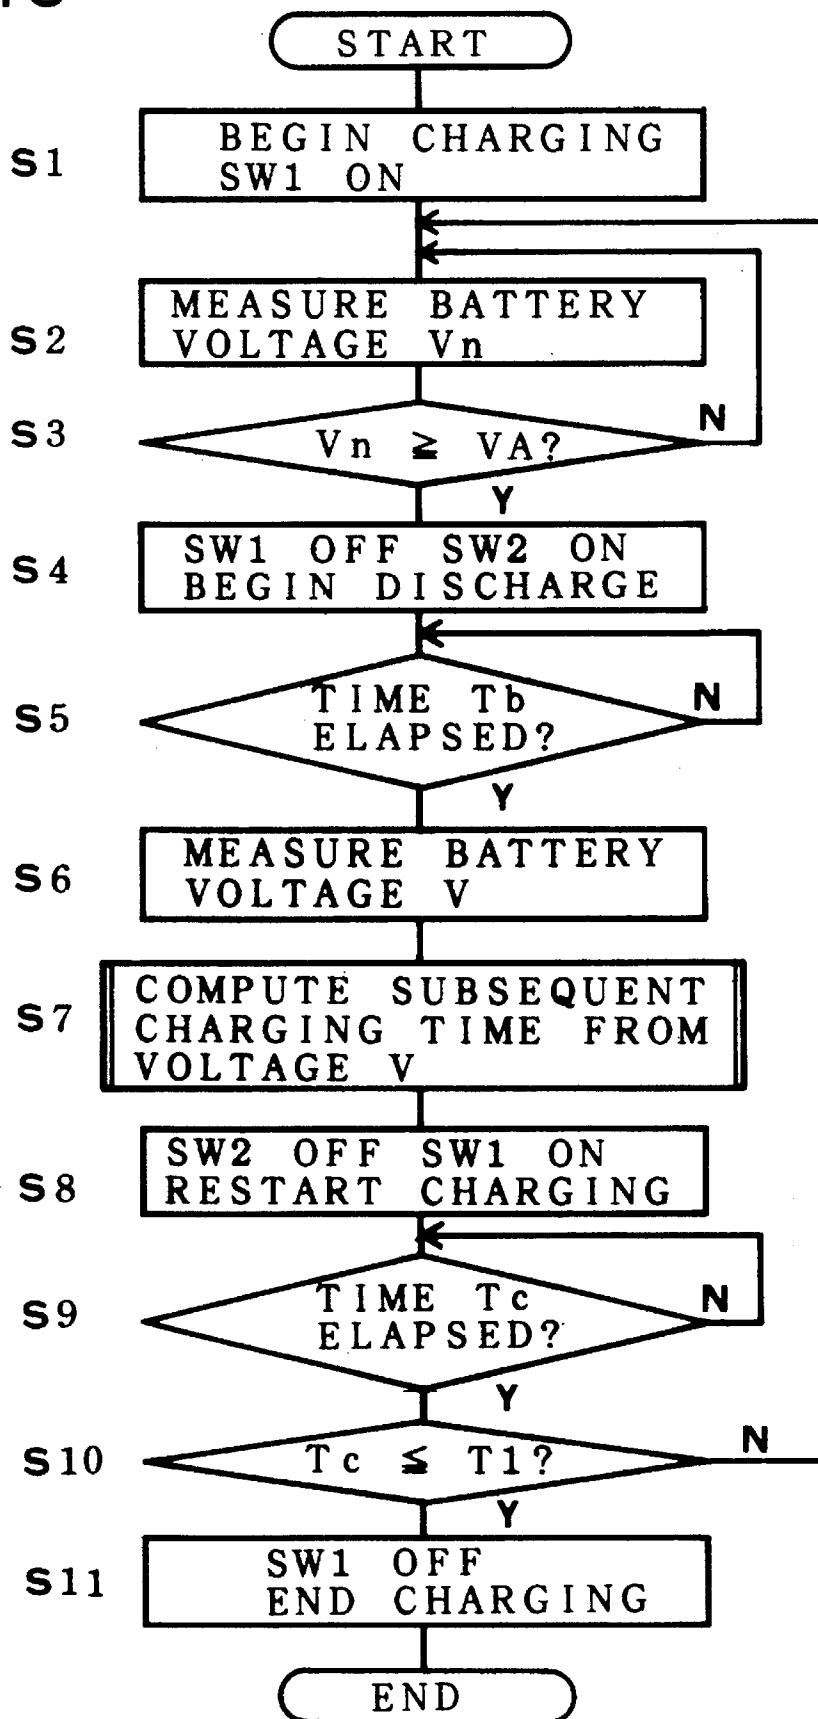 START
S1
BEGIN CHARGING
SW1 ON
S2
MEASURE BATTERY
VOLTAGE Vn
S3
Vn ≧ VA?
N
Y
S4
SW1 OFF SW2 ON
BEGIN DISCHARGE
S5
TIME Tb
ELAPSED?
N
Y
S6
MEASURE BATTERY
VOLTAGE V
S7
COMPUTE SUBSEQUENT
CHARGING TIME FROM
VOLTAGE V
S8
SW2 OFF SW1 ON
RESTART CHARGING
S9
TIME Tc
ELAPSED?
N
Y
S10
Tc ≦ T1?
N
Y
S11
SW1 OFF
END CHARGING
END